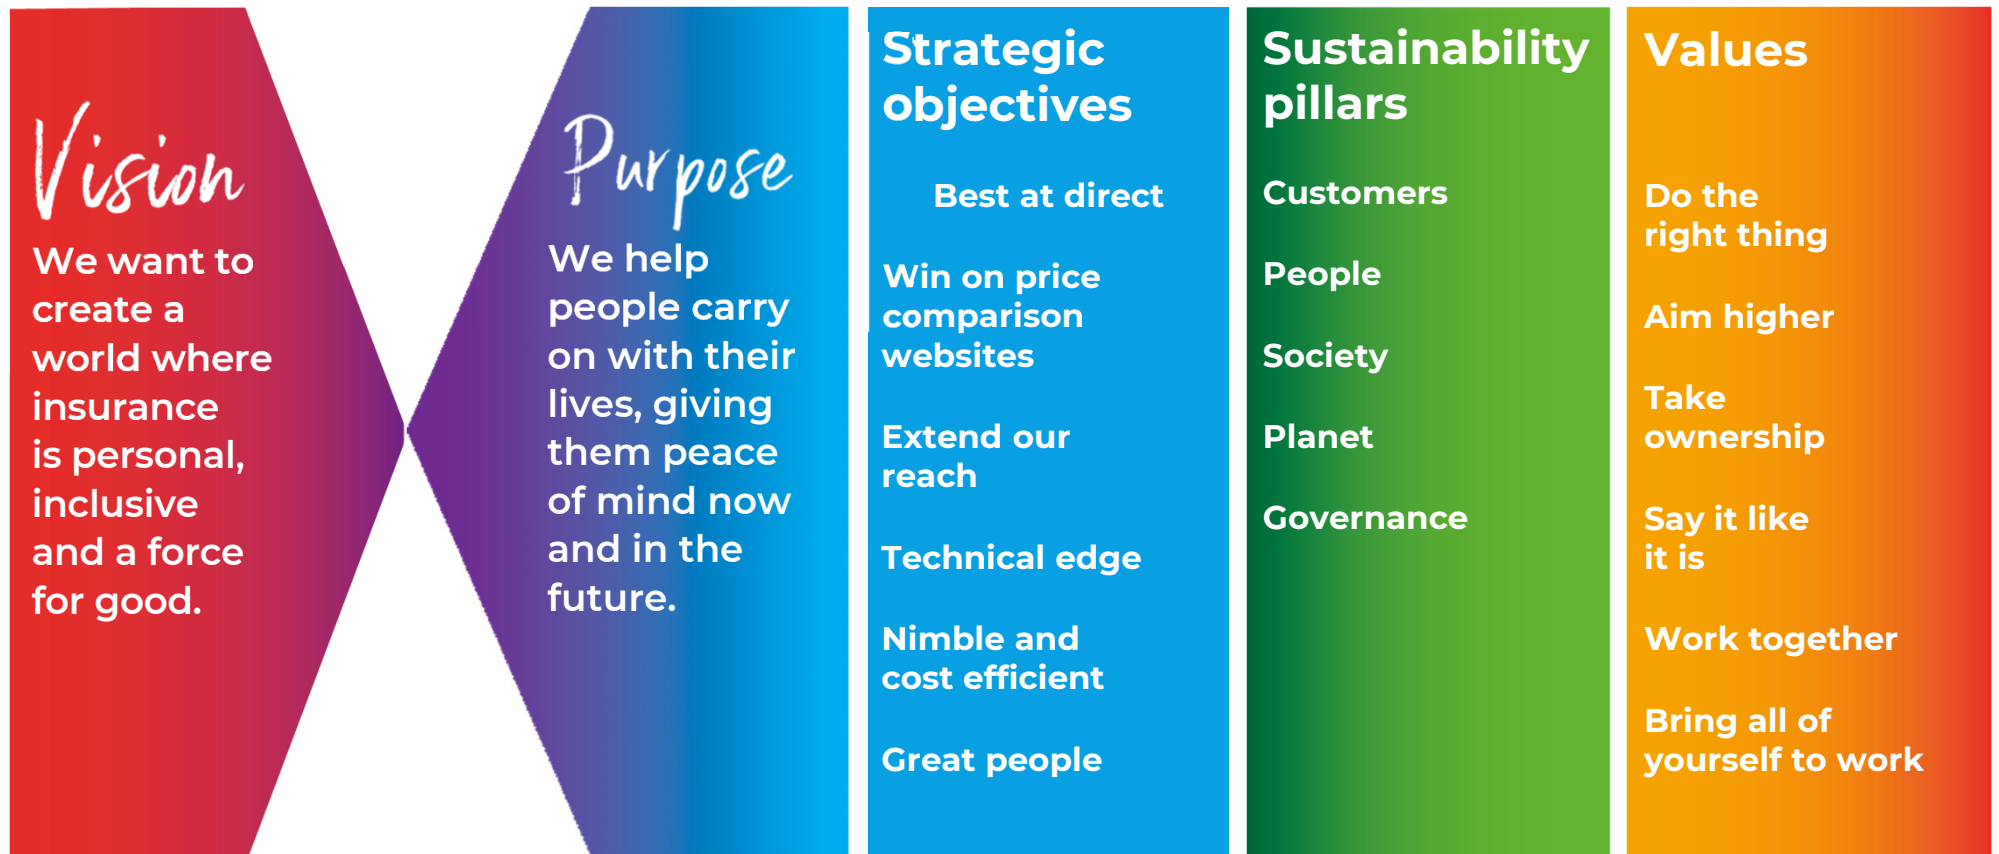 Vision
We want to
create a
world where
insurance
is personal,
inclusive
and a force
for good.
Purpose
We help
people carry
on with their
lives, giving
them peace
of mind now
and in the
future.
Strategic
objectives
Best at direct
Win on price
comparison
websites
Extend our
reach
Technical edge
Nimble and
cost efficient
Great people
Sustainability
pillars
Customers
People
Society
Planet
Governance
Values
Do the
right thing
Aim higher
Take
ownership
Say it like
it is
Work together
Bring all of
yourself to work